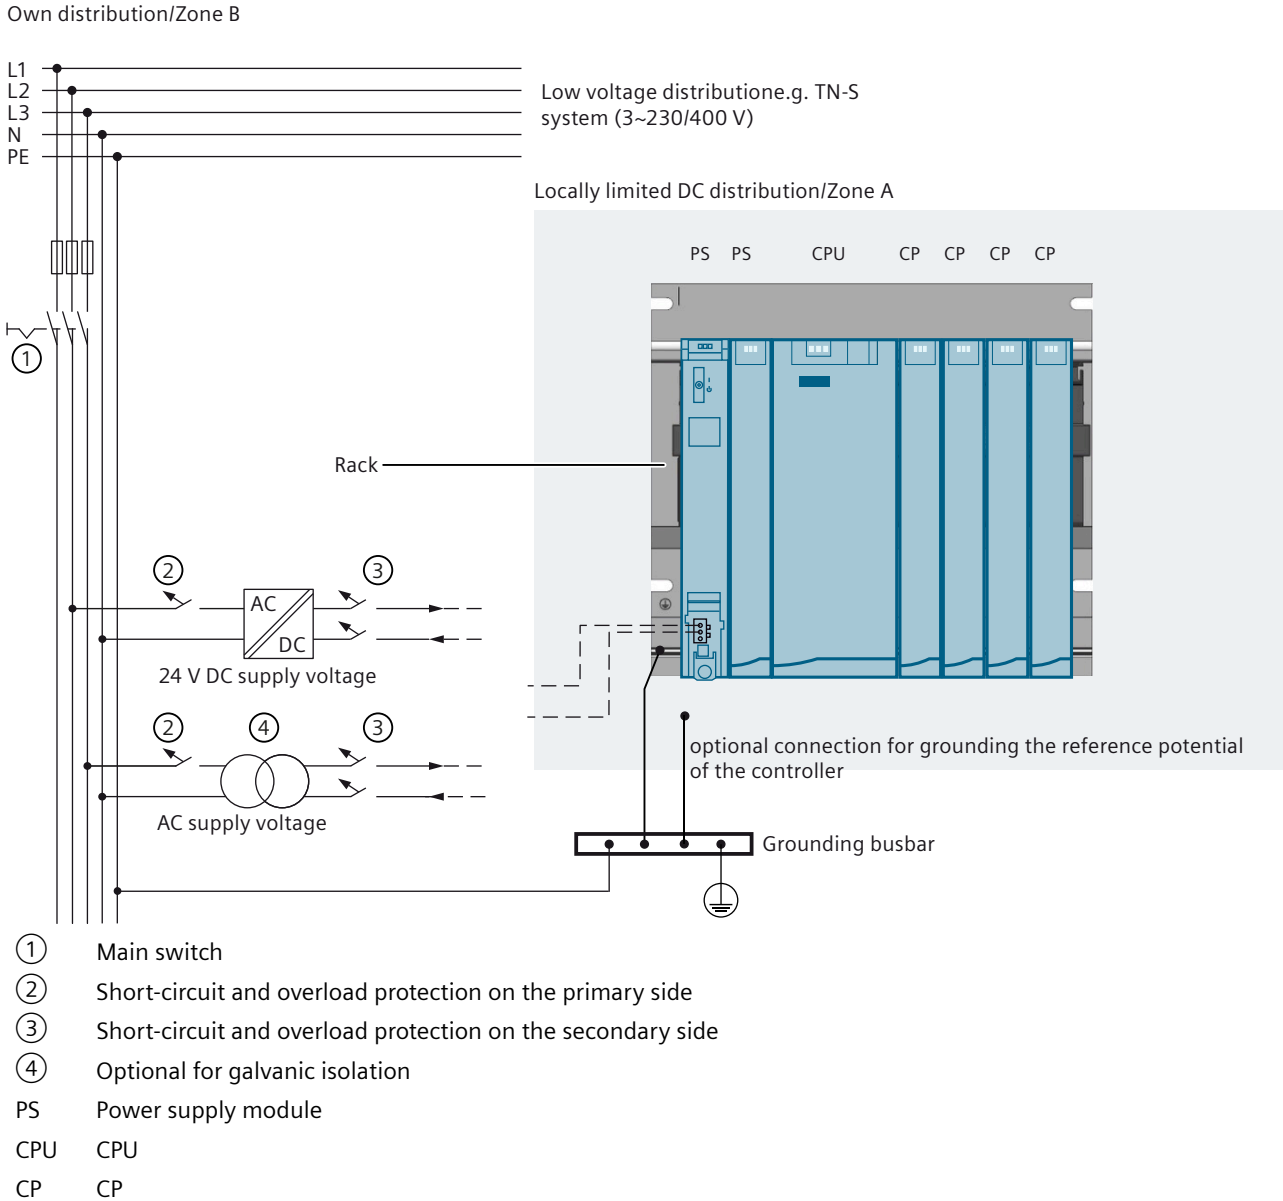 Own distribution/Zone B
L1
L2
L3
N
PE
Low voltage distributione.g. TN-S
system (3~230/400 V)
Locally limited DC distribution/Zone A
PS PS CPU CP CP CP CP
1
Rack
2 3
AC
DC
24 V DC supply voltage
2 4 3
AC supply voltage
optional connection for grounding the reference potential
of the controller
Grounding busbar
1 Main switch
2 Short-circuit and overload protection on the primary side
3 Short-circuit and overload protection on the secondary side
4 Optional for galvanic isolation
PS Power supply module
CPU CPU
CP CP